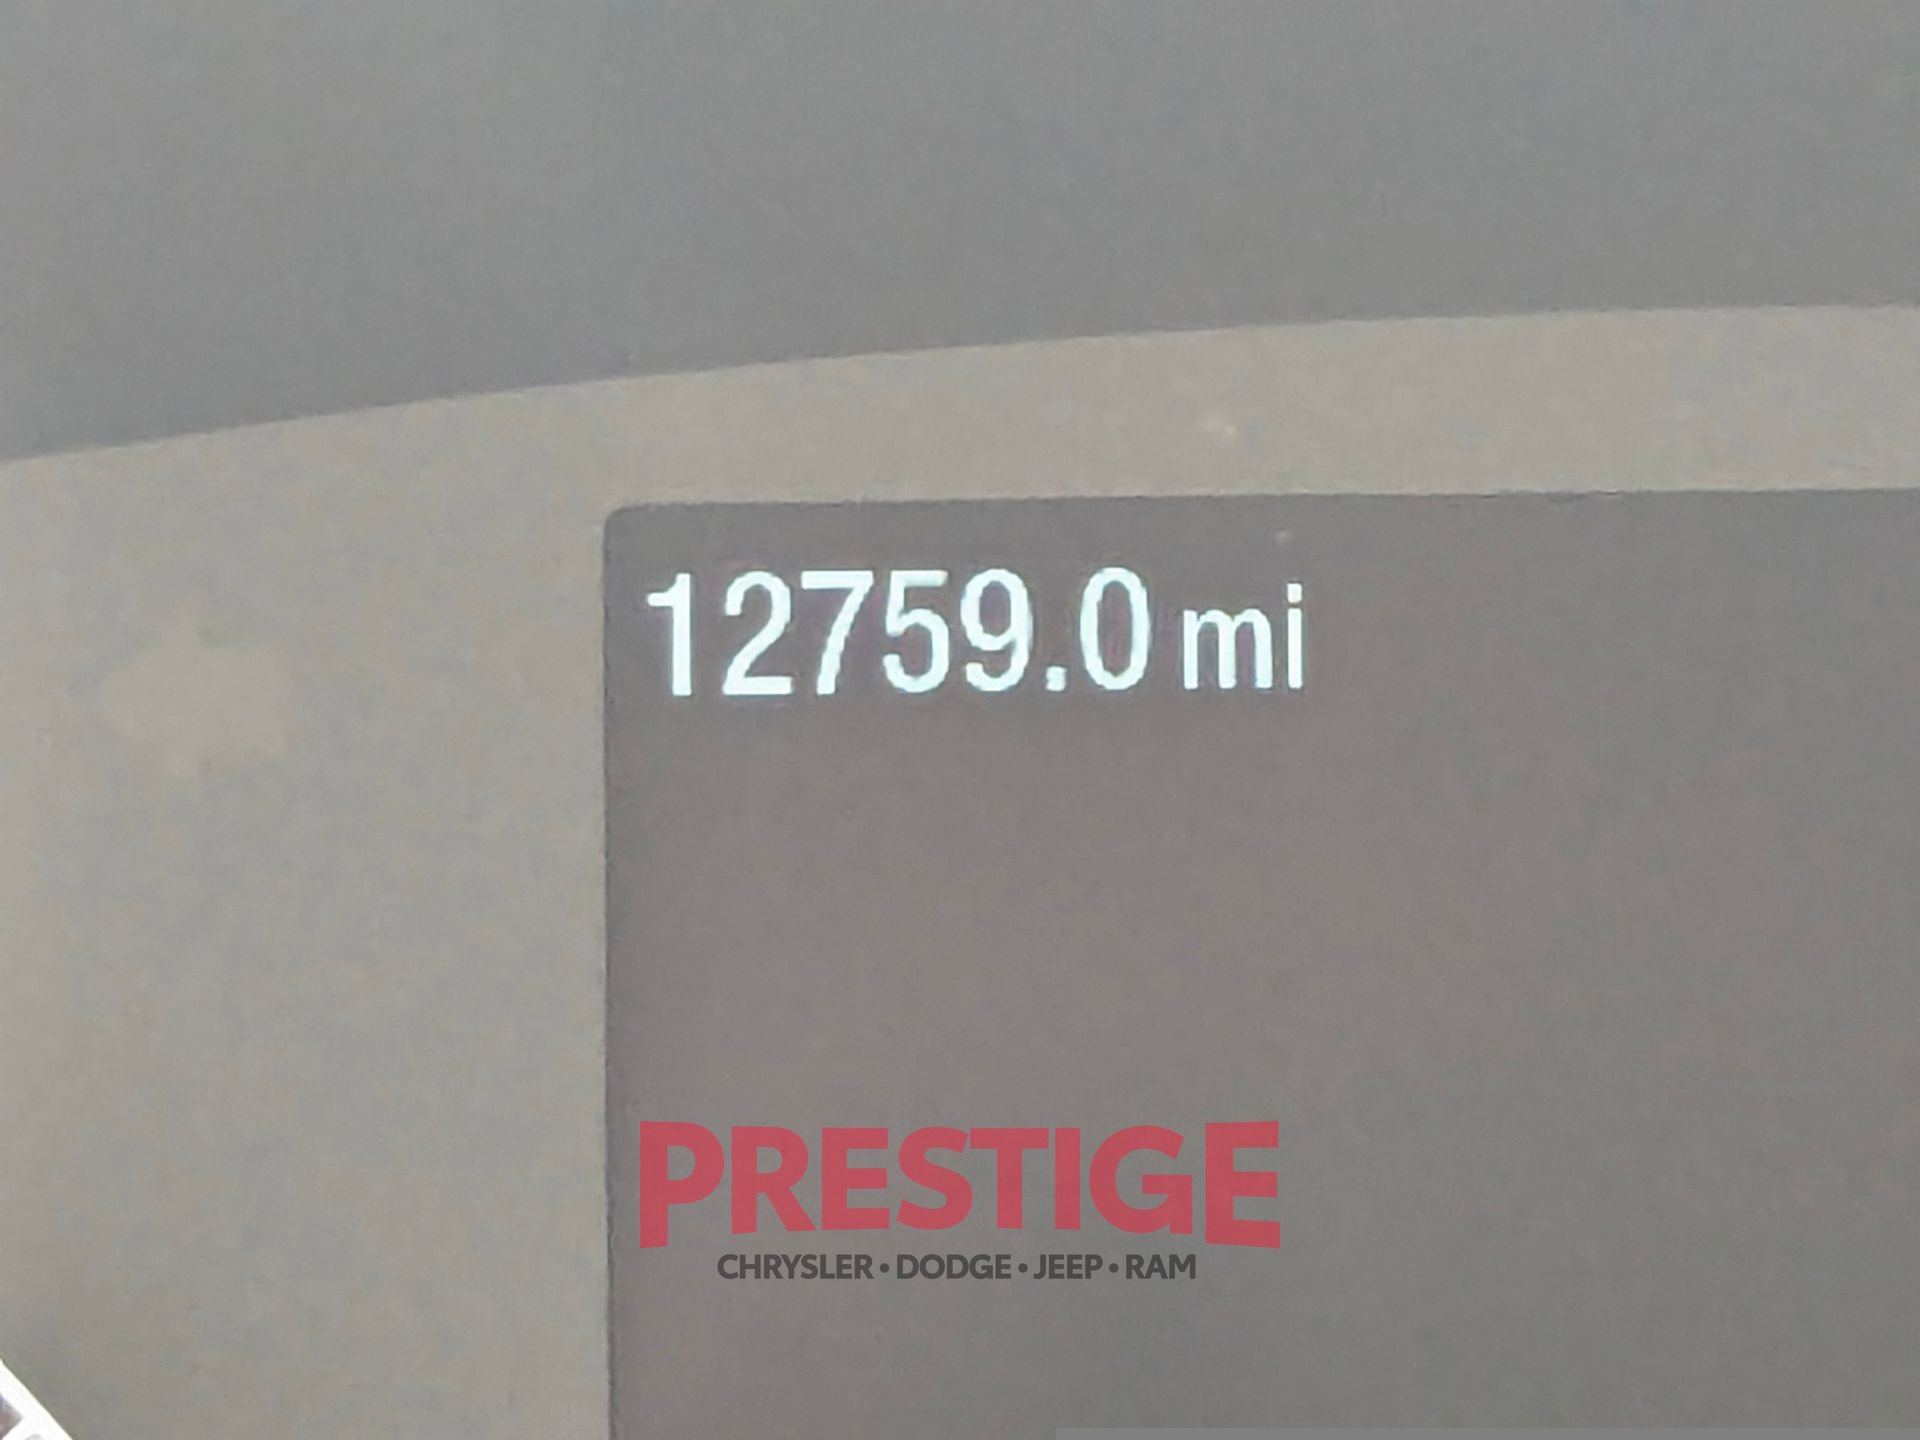 12759.0 mi
PRESTIGE
CHRYSLER • DODGE • JEEP • RAM